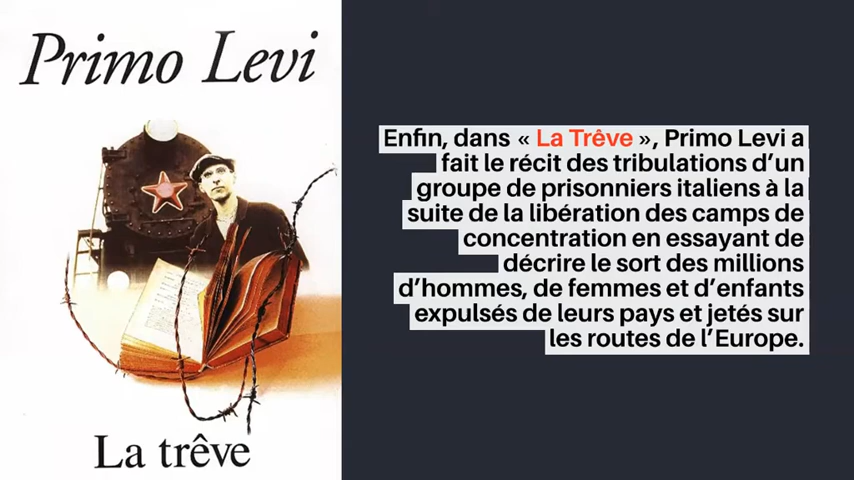 Primo Levi
La trêve
Enfin, dans « La Trêve », Primo Levi a
fait le récit des tribulations d’un
groupe de prisonniers italiens à la
suite de la libération des camps de
concentration en essayant de
décrire le sort des millions
d’hommes, de femmes et d’enfants
expulsés de leurs pays et jetés sur
les routes de l’Europe.